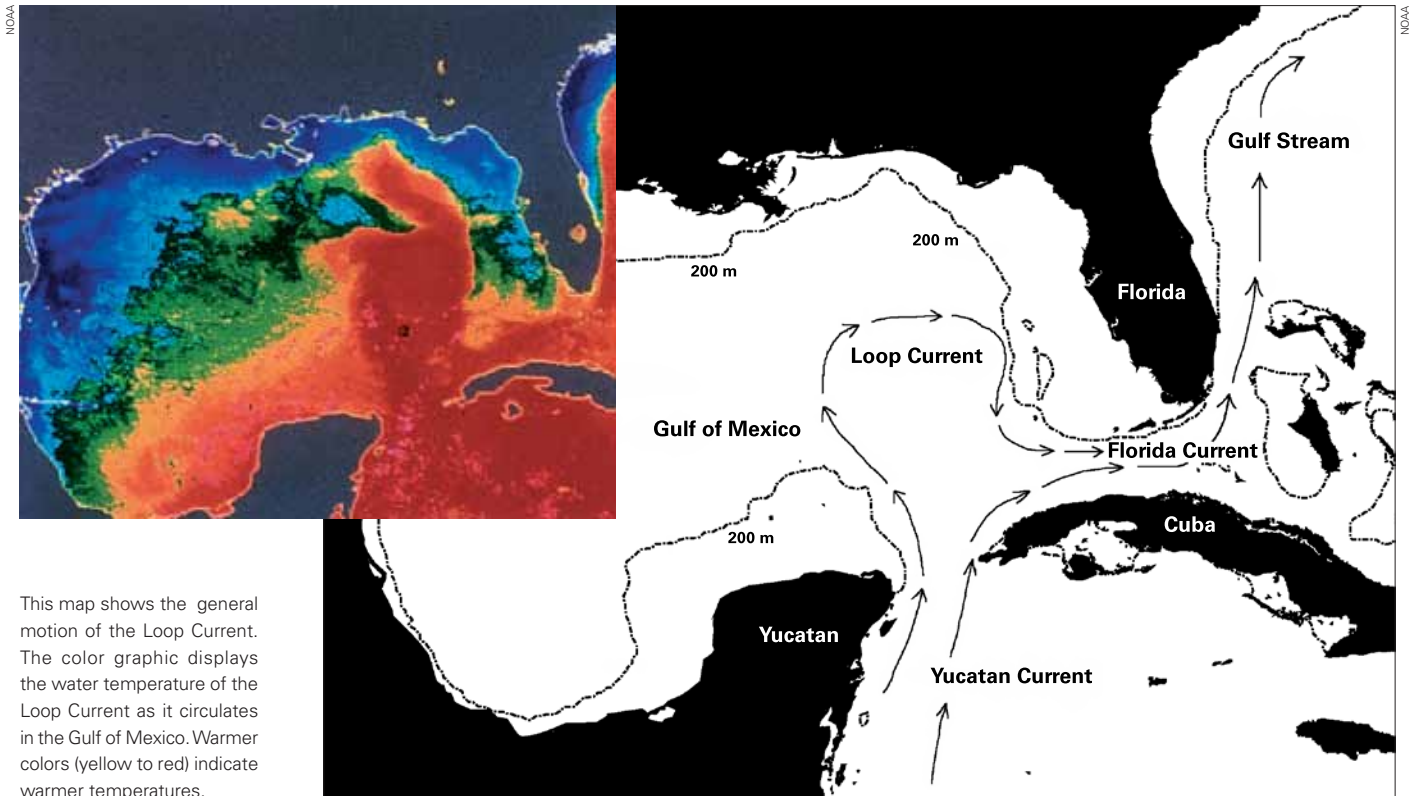 NOAA
NOAA
Gulf Stream
200 m
200 m
Florida
Loop Current
Gulf of Mexico
Florida Current
Cuba
200 m
Yucatan
Yucatan Current
This map shows the general
motion of the Loop Current.
The color graphic displays
the water temperature of the
Loop Current as it circulates
in the Gulf of Mexico. Warmer
colors (yellow to red) indicate
warmer temperatures.